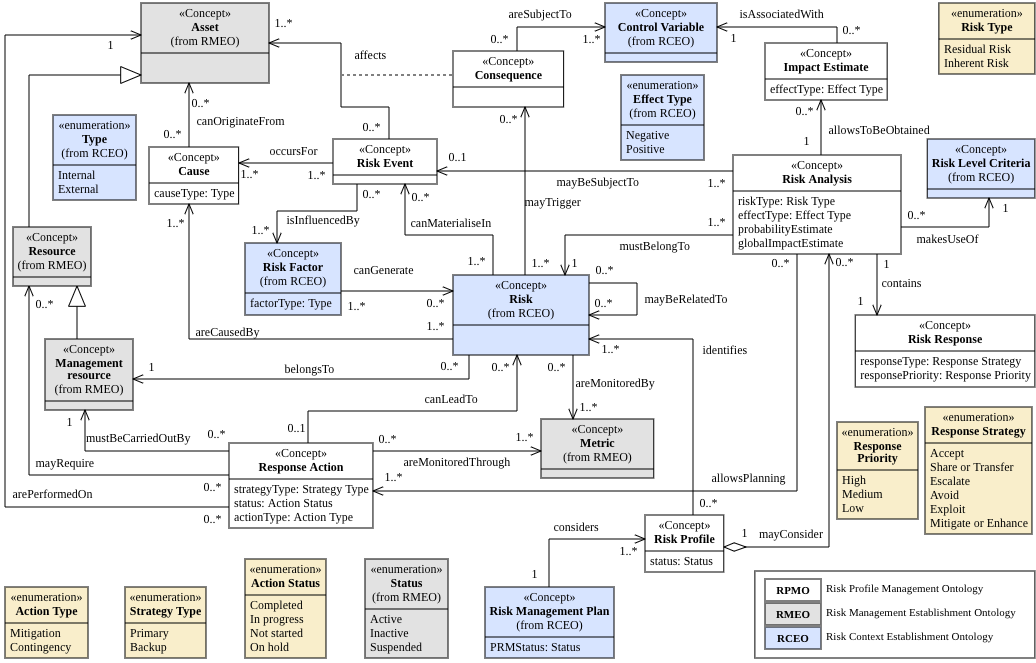 «Concept»
Asset
(from RMEO)
1..*
1
affects
areSubjectTo
0..*
1..*
«Concept»
Consequence
0..*
«Concept»
Control Variable
(from RCEO)
isAssociatedWith
1
0..*
«Concept»
Impact Estimate
effectType: Effect Type
0..*
«enumeration»
Risk Type
Residual Risk
Inherent Risk
«enumeration»
Effect Type
(from RCEO)
Negative
Positive
«enumeration»
Type
(from RCEO)
Internal
External
0..*
canOriginateFrom
0..*
«Concept»
Cause
causeType: Type
1..*
occursFor
1..*
1..*
0..*
«Concept»
Risk Event
0..1
0..*
0..*
mayBeSubjectTo
1..*
allowsToBeObtained
1
«Concept»
Risk Analysis
riskType: Risk Type
effectType: Effect Type
probabilityEstimate
globalImpactEstimate
«Concept»
Risk Level Criteria
(from RCEO)
0..*
1
makesUseOf
mayTrigger
isInfluencedBy
1..*
canMaterialiseIn
1..*
1..*
mustBelongTo
1..*
1
«Concept»
Resource
(from RMEO)
0..*
«Concept»
Risk Factor
(from RCEO)
factorType: Type
canGenerate
1..*
0..*
1..*
«Concept»
Risk
(from RCEO)
0..*
0..*
mayBeRelatedTo
0..*
0..*
1
contains
1
«Concept»
Risk Response
responseType: Response Strategy
responsePriority: Response Priority
areCausedBy
identifies
1..*
«Concept»
Management
resource
(from RMEO)
1
belongsTo
0..*
0..*
0..*
areMonitoredBy
1..*
canLeadTo
0..1
1
mustBeCarriedOutBy
0..*
mayRequire
0..*
arePerformedOn
0..*
«Concept»
Response Action
strategyType: Strategy Type
status: Action Status
actionType: Action Type
0..*
areMonitoredThrough
1..*
1..*
«Concept»
Metric
(from RMEO)
allowsPlanning
0..*
«Concept»
Risk Profile
status: Status
1
mayConsider
considers
1..*
1
«enumeration»
Response
Priority
High
Medium
Low
«enumeration»
Response Strategy
Accept
Share or Transfer
Escalate
Avoid
Exploit
Mitigate or Enhance
«enumeration»
Action Type
Mitigation
Contingency
«enumeration»
Strategy Type
Primary
Backup
«enumeration»
Action Status
Completed
In progress
Not started
On hold
«enumeration»
Status
(from RMEO)
Active
Inactive
Suspended
«Concept»
Risk Management Plan
(from RCEO)
PRMStatus: Status
RPMO Risk Profile Management Ontology
RMEO Risk Management Establishment Ontology
RCEO Risk Context Establishment Ontology